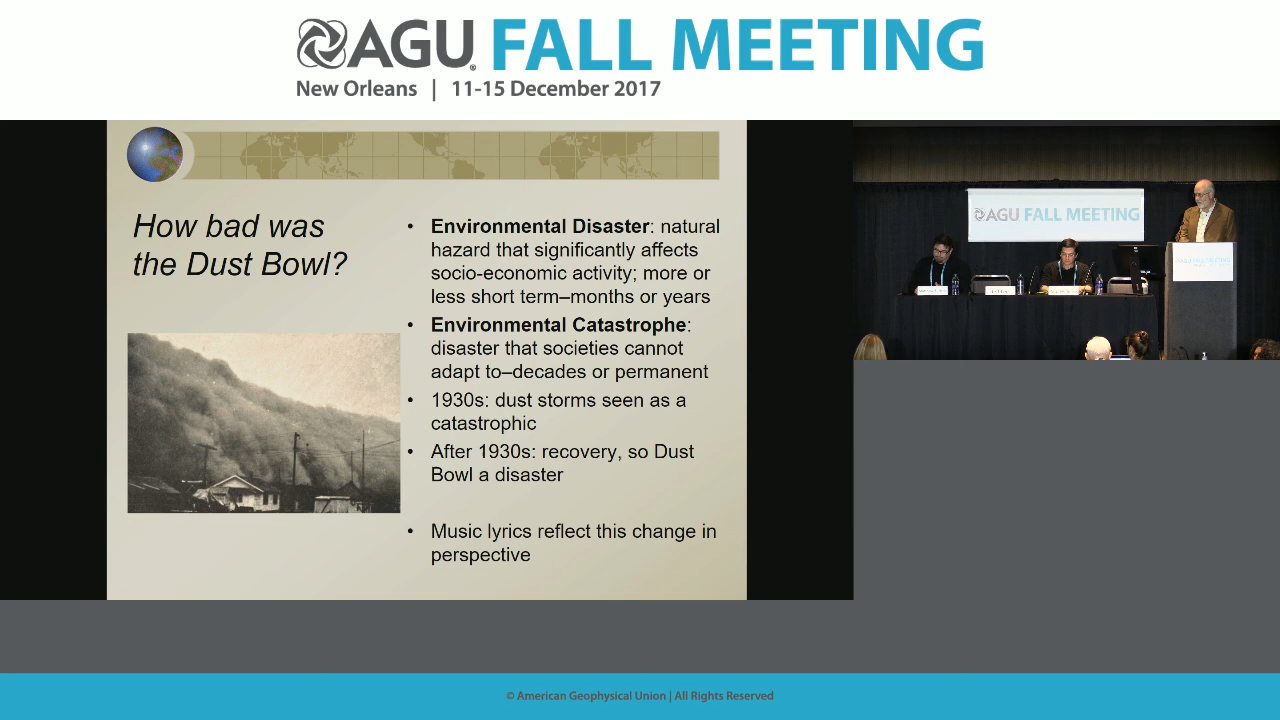 AGU FALL MEETING
New Orleans | 11-15 December 2017
How bad was
the Dust Bowl?
• Environmental Disaster: natural
hazard that significantly affects
socio-economic activity; more or
less short term–months or years
• Environmental Catastrophe:
disaster that societies cannot
adapt to–decades or permanent
• 1930s: dust storms seen as a
catastrophic
• After 1930s: recovery, so Dust
Bowl a disaster
• Music lyrics reflect this change in
perspective
AGU FALL MEETING
AGU FALL MEETING
© American Geophysical Union | All Rights Reserved